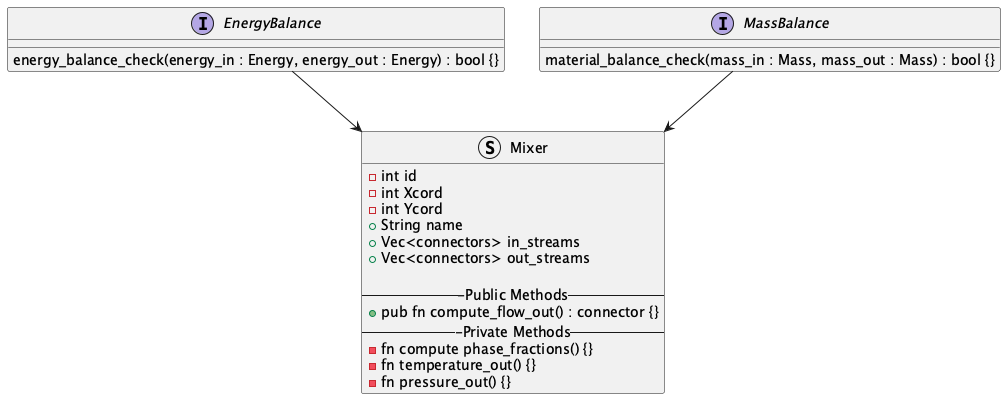 I EnergyBalance
energy_balance_check(energy_in : Energy, energy_out : Energy) : bool {}
I MassBalance
material_balance_check(mass_in : Mass, mass_out : Mass) : bool {}
S Mixer
int id
int Xcord
int Ycord
String name
Vec<connectors> in_streams
Vec<connectors> out_streams
-Public Methods
pub fn compute_flow_out() : connector {}
-Private Methods
fn compute phase_fractions() {}
fn temperature_out() {}
fn pressure_out() {}